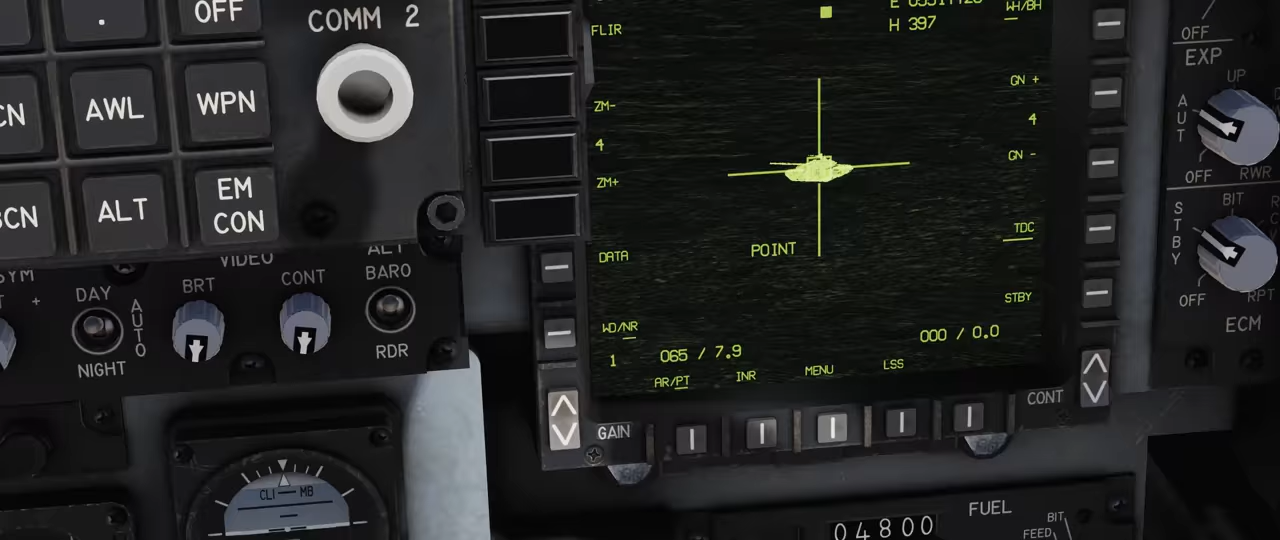 OFF
COMM 2
.
AWL
WPN
CN
ALT
EM
CON
CN
VIDEO
DAY
AUTO
NIGHT
+
BRT
CONT
ALT
BARO
RDR
CLI
MB
FLIR
ZM-
4
ZM+
DATA
WD/NR
1
H 397
WH/BH
GN +
4
GN -
TDC
STBY
POINT
065 / 7.9
000 / 0.0
AR/PT
INR
MENU
LSS
GAIN
CONT
OFF
EXP
UP
AUT
OFF
RWR
BIT
STBY
OFF
RPT
ECM
04800
FUEL
BIT
FEED